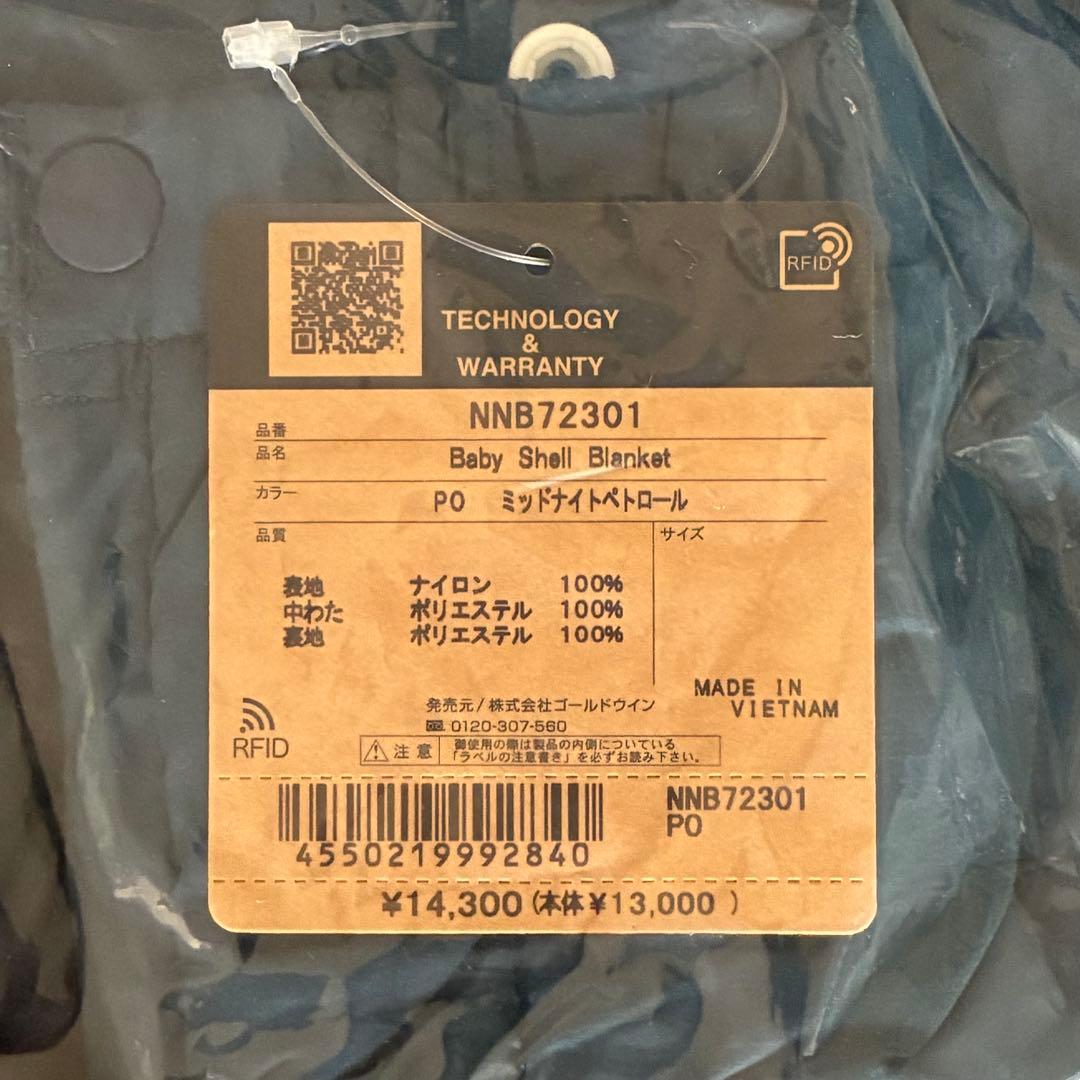 RFID
TECHNOLOGY
&
WARRANTY
品番 NNB72301
品名 Baby Shell Blanket
カラー PO ミッドナイトペトロール
品質 サイズ
表地 ナイロン 100%
中わた ポリエステル 100%
裏地 ポリエステル 100%
MADE IN
VIETNAM
発売元/株式会社ゴールドウイン
0120-307-560
RFID
注意 御使用の際は製品の内側についている
「ラベルの注意書き」を必ずお読み下さい。
NNB72301
PO
4550219992840
¥14,300(本体¥13,000 )